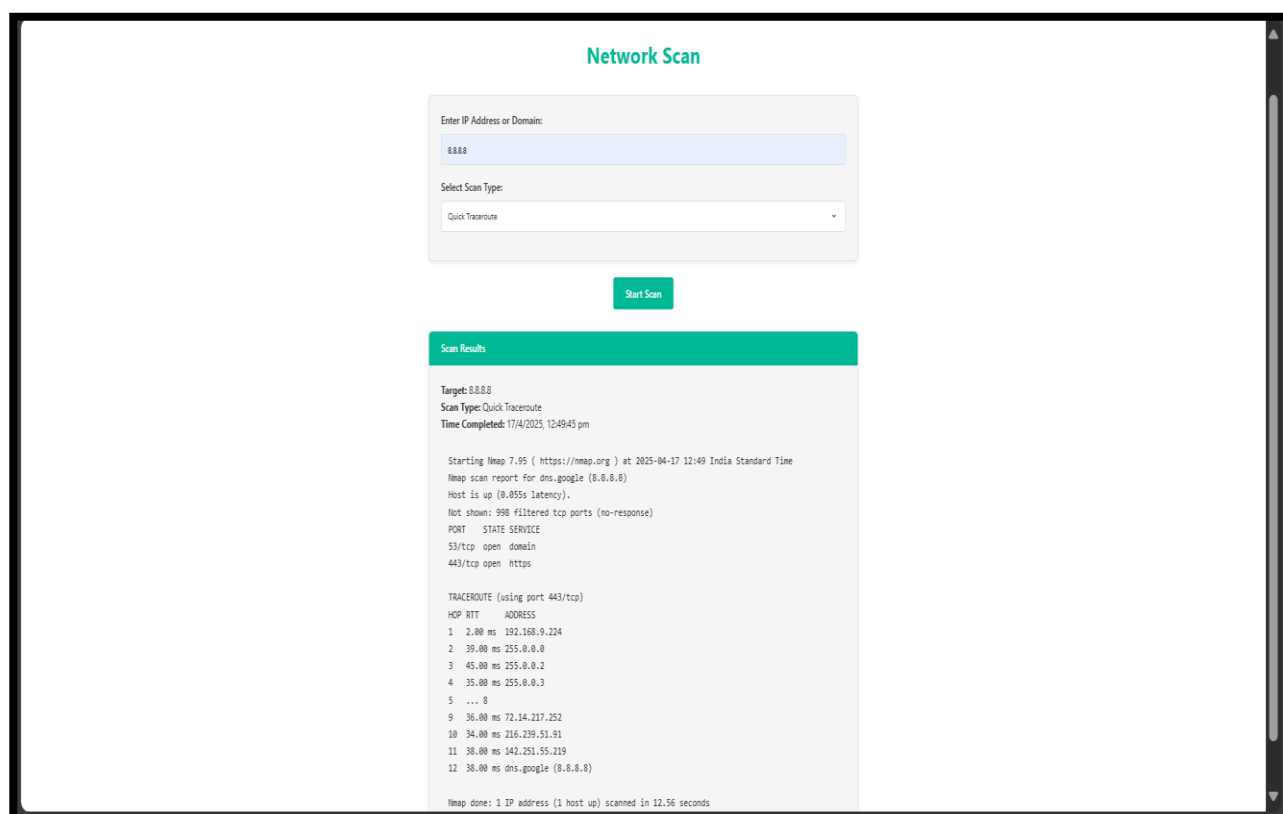 Network Scan
Enter IP Address or Domain:
8.8.8.8
Select Scan Type:
Quick Traceroute
Start Scan
Scan Results
Target: 8.8.8.8
Scan Type: Quick Traceroute
Time Completed: 17/4/2025, 12:49:45 pm
Starting Nmap 7.95 ( https://nmap.org ) at 2025-04-17 12:49 India Standard Time
Nmap scan report for dns.google (8.8.8.8)
Host is up (0.055s latency).
Not shown: 998 filtered tcp ports (no-response)
PORT    STATE SERVICE
53/tcp  open  domain
443/tcp open  https
TRACEROUTE (using port 443/tcp)
HOP RTT      ADDRESS
1   2.00 ms  192.168.9.224
2   39.00 ms 255.0.0.0
3   45.00 ms 255.0.0.2
4   35.00 ms 255.0.0.3
5   ... 8
9   36.00 ms 72.14.217.252
10  34.00 ms 216.239.51.91
11  38.00 ms 142.251.55.219
12  38.00 ms dns.google (8.8.8.8)
Nmap done: 1 IP address (1 host up) scanned in 12.56 seconds